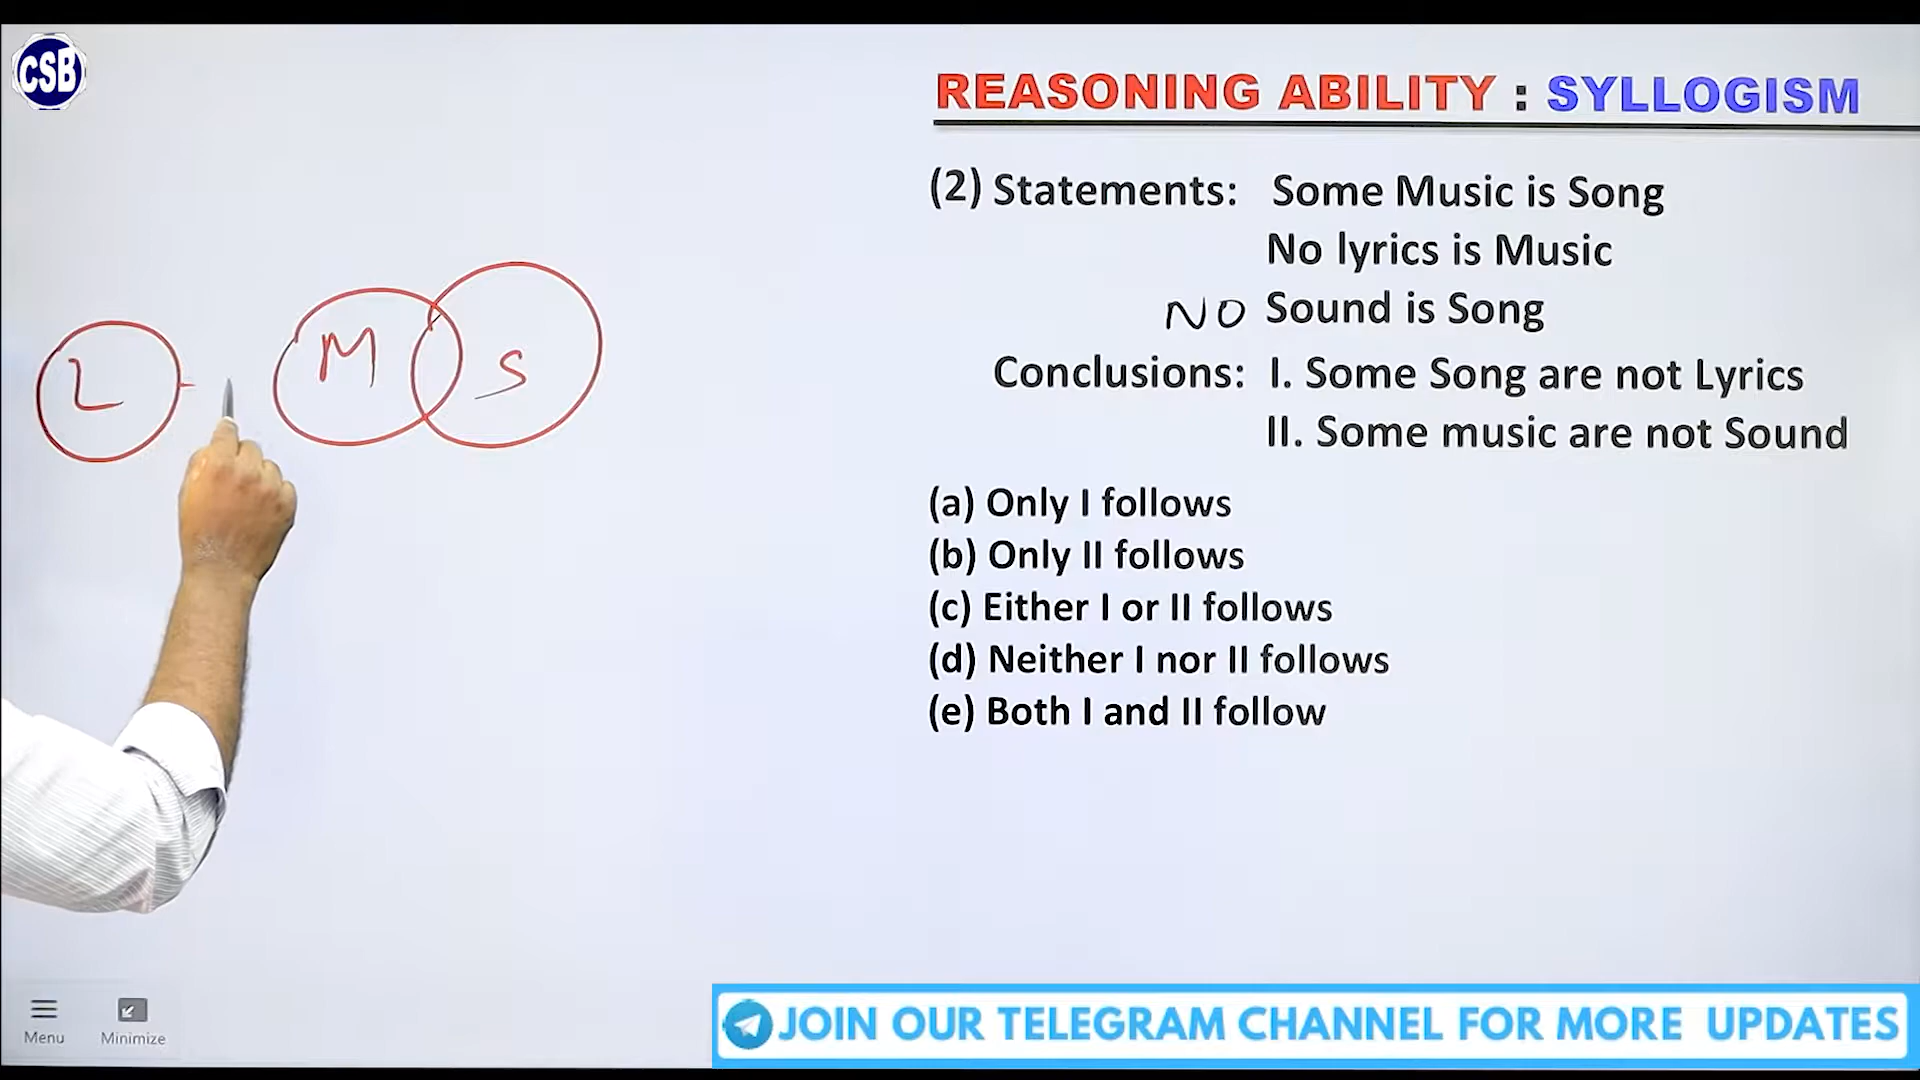 CSB
REASONING ABILITY : SYLLOGISM
(2) Statements: Some Music is Song
No lyrics is Music
NO Sound is Song
Conclusions: I. Some Song are not Lyrics
II. Some music are not Sound
(a) Only I follows
(b) Only II follows
(c) Either I or II follows
(d) Neither I nor II follows
(e) Both I and II follow
L M S
Menu Minimize
JOIN OUR TELEGRAM CHANNEL FOR MORE UPDATES